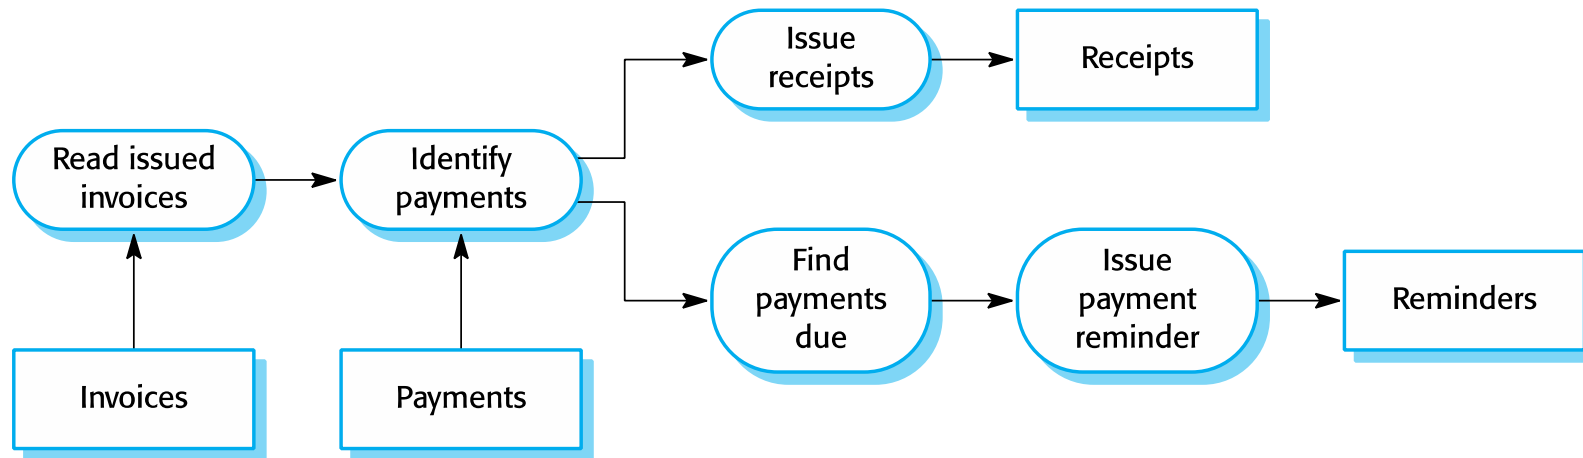 Issue
receipts
Receipts
Read issued
invoices
Identify
payments
Find
payments
due
Issue
payment
reminder
Reminders
Invoices
Payments